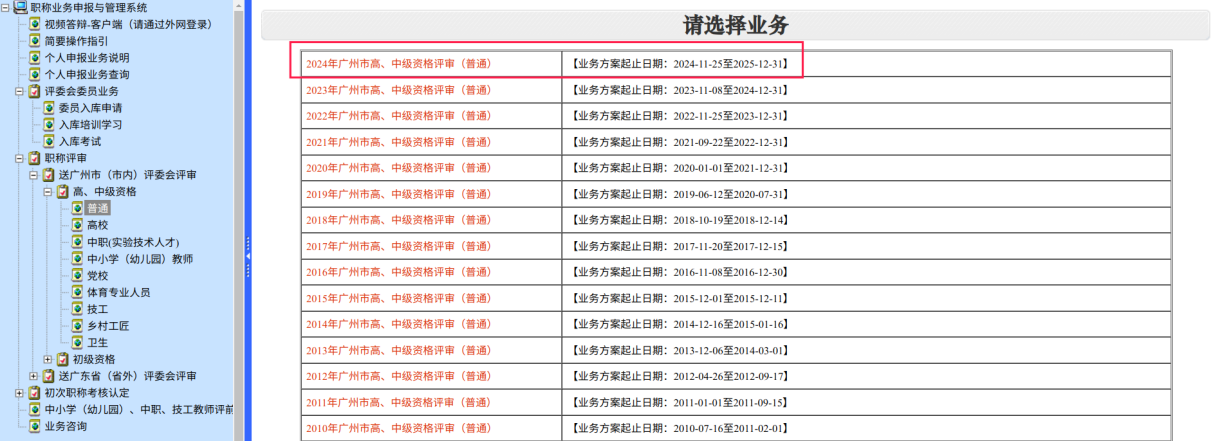 职称业务申报与管理系统
视频答辩-客户端（请通过外网登录）
简要操作指引
个人申报业务说明
个人申报业务查询
评委会委员业务
委员入库申请
入库培训学习
入库考试
职称评审
送广州市（市内）评委会评审
高、中级资格
普通
高校
中职(实验技术人才)
中小学（幼儿园）教师
党校
体育专业人员
技工
乡村工匠
卫生
初级资格
送广东省（省外）评委会评审
初次职称考核认定
中小学（幼儿园）、中职、技工教师评前
业务咨询
请选择业务
2024年广州市高、中级资格评审（普通） 【业务方案起止日期：2024-11-25至2025-12-31】
2023年广州市高、中级资格评审（普通） 【业务方案起止日期：2023-11-08至2024-12-31】
2022年广州市高、中级资格评审（普通） 【业务方案起止日期：2022-11-25至2023-12-31】
2021年广州市高、中级资格评审（普通） 【业务方案起止日期：2021-09-22至2022-12-31】
2020年广州市高、中级资格评审（普通） 【业务方案起止日期：2020-01-01至2021-12-31】
2019年广州市高、中级资格评审（普通） 【业务方案起止日期：2019-06-12至2020-07-31】
2018年广州市高、中级资格评审（普通） 【业务方案起止日期：2018-10-19至2018-12-14】
2017年广州市高、中级资格评审（普通） 【业务方案起止日期：2017-11-20至2017-12-15】
2016年广州市高、中级资格评审（普通） 【业务方案起止日期：2016-11-08至2016-12-30】
2015年广州市高、中级资格评审（普通） 【业务方案起止日期：2015-12-01至2015-12-11】
2014年广州市高、中级资格评审（普通） 【业务方案起止日期：2014-12-16至2015-01-16】
2013年广州市高、中级资格评审（普通） 【业务方案起止日期：2013-12-06至2014-03-01】
2012年广州市高、中级资格评审（普通） 【业务方案起止日期：2012-04-26至2012-09-17】
2011年广州市高、中级资格评审（普通） 【业务方案起止日期：2011-01-01至2011-09-15】
2010年广州市高、中级资格评审（普通） 【业务方案起止日期：2010-07-16至2011-02-01】